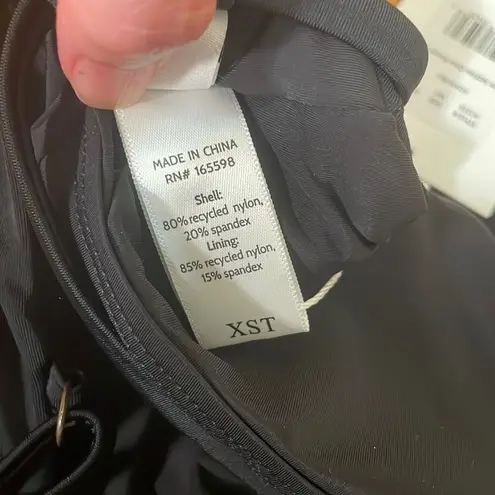 MADE IN CHINA
RN# 165598
Shell:
80% recycled nylon,
20% spandex
Lining:
85% recycled nylon,
15% spandex
XST